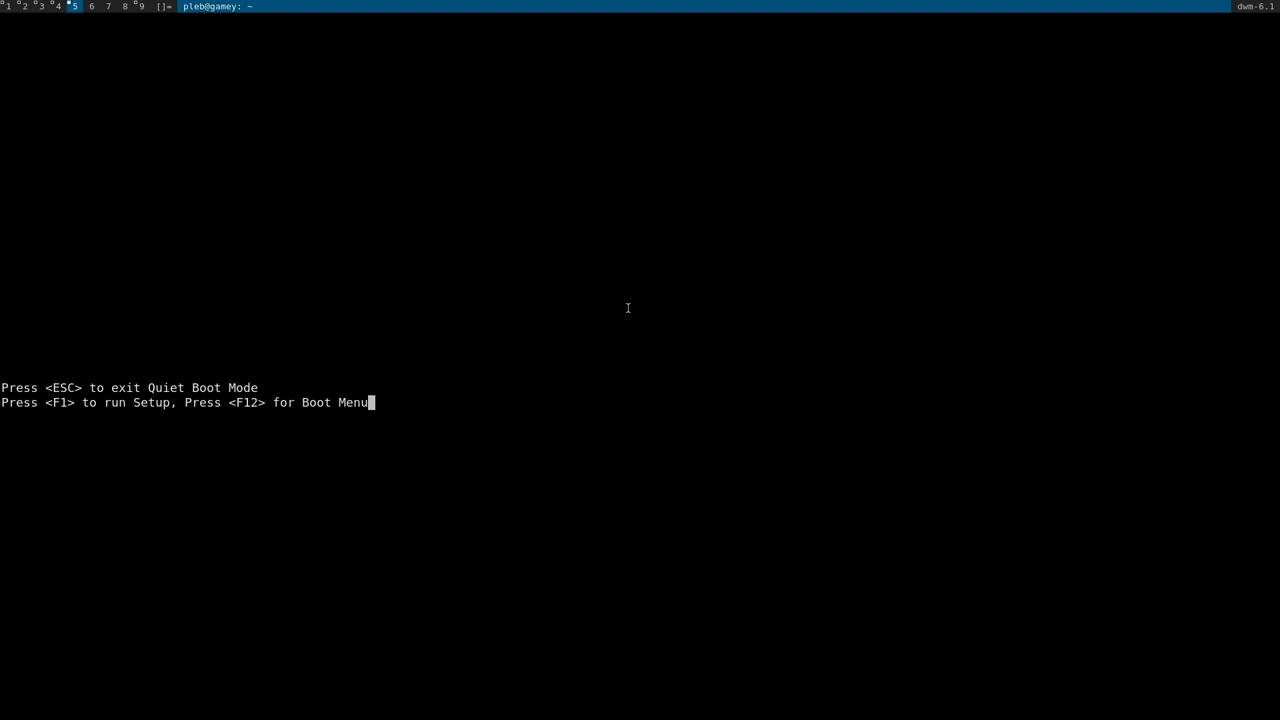 1 2 3 4 5 6 7 8 9 []= pleb@gamey: ~ dwm-6.1
Press <ESC> to exit Quiet Boot Mode
Press <F1> to run Setup, Press <F12> for Boot Menu